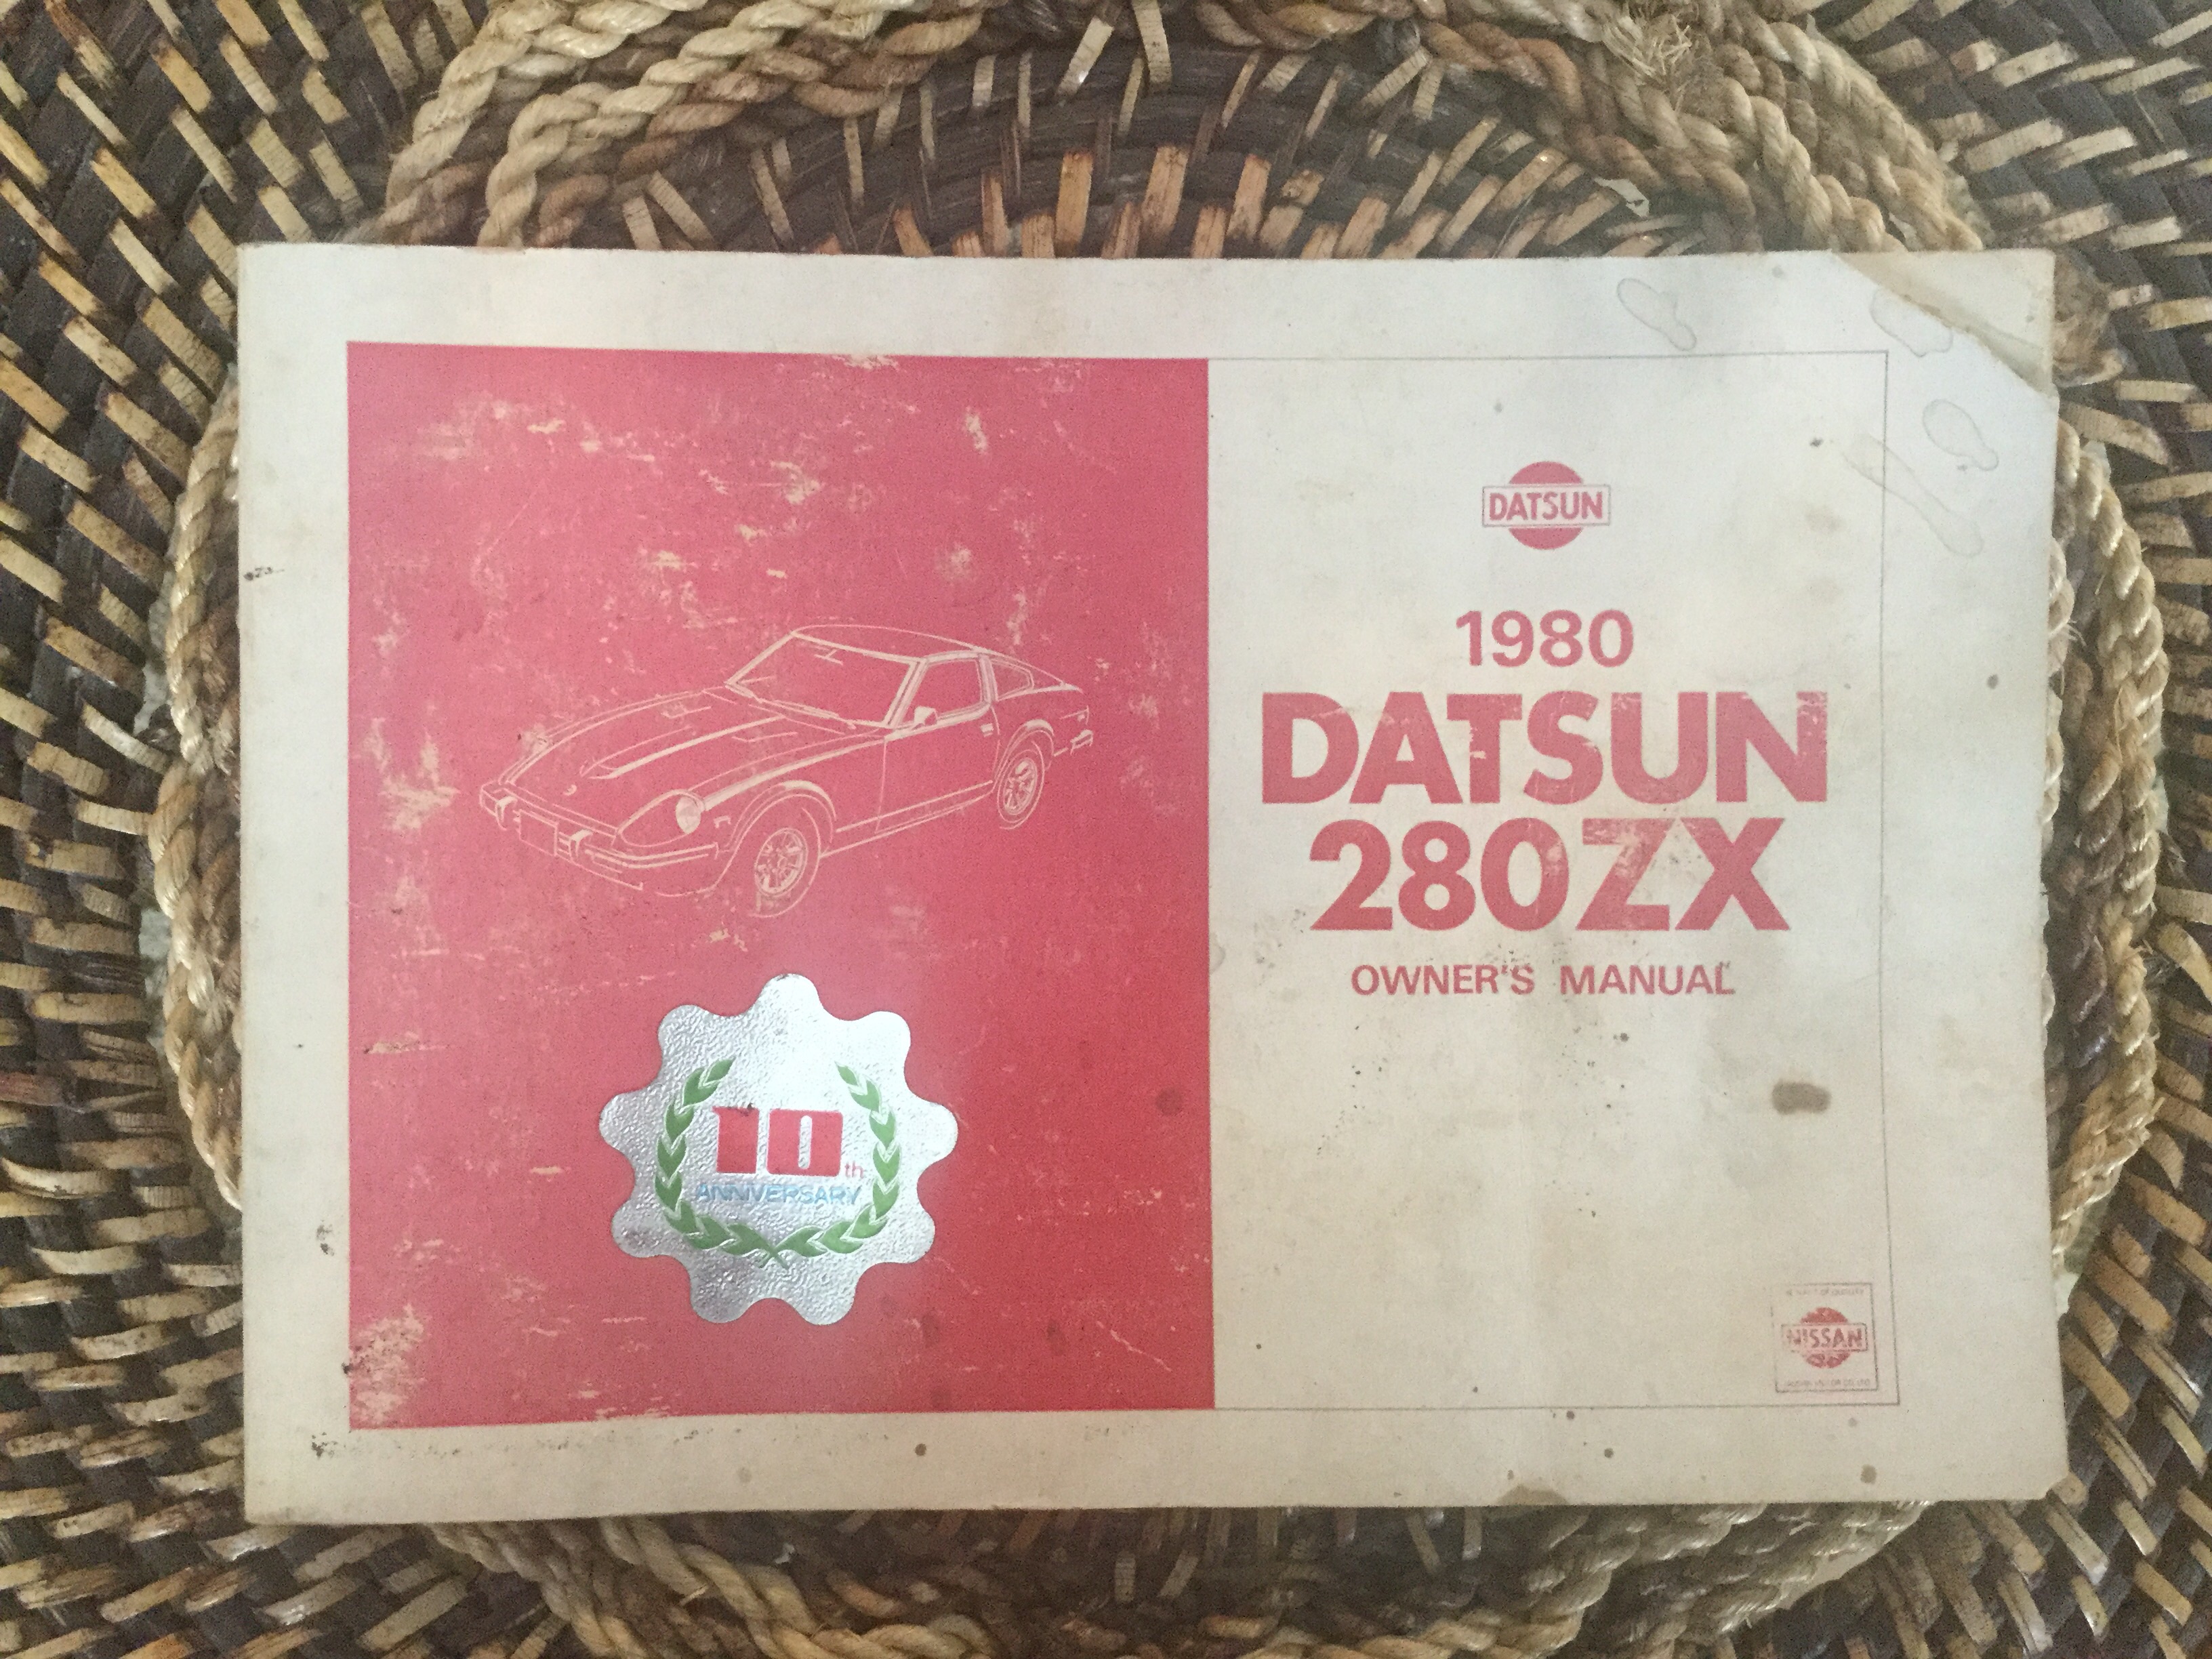 DATSUN
1980
DATSUN
280ZX
OWNER'S MANUAL
10th
ANNIVERSARY
NISSAN